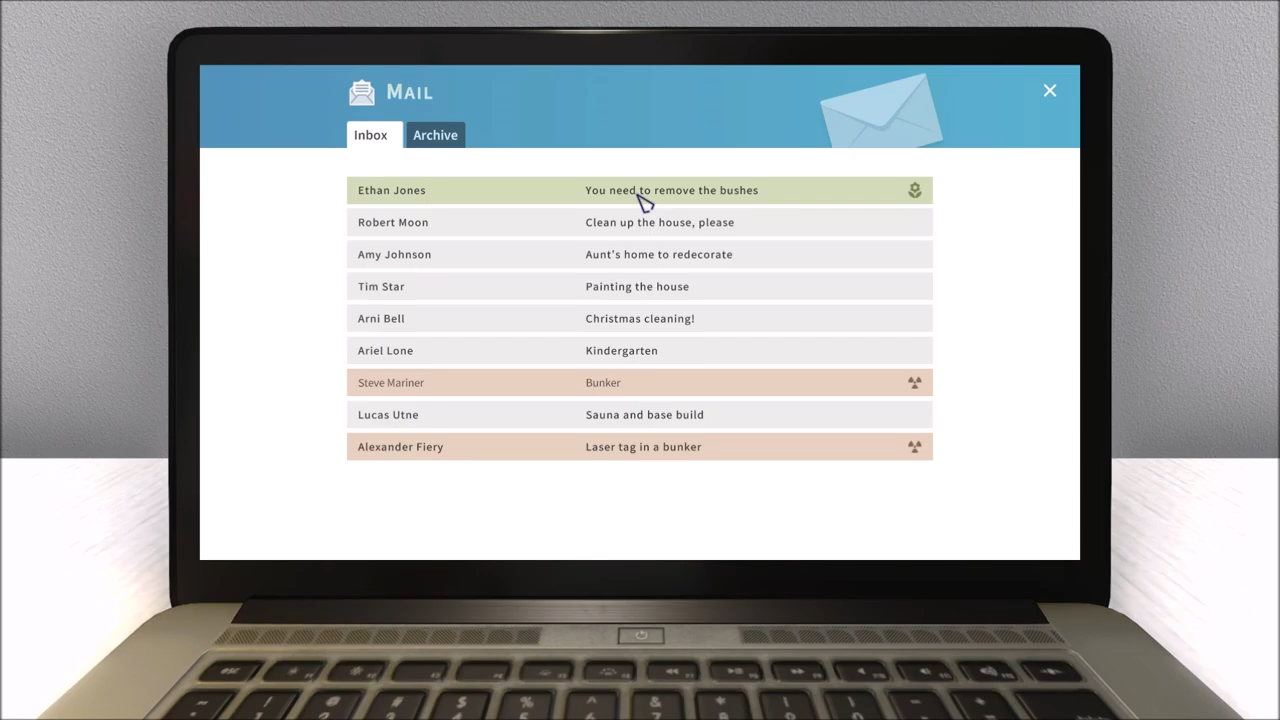 MAIL
Inbox Archive
Ethan Jones You need to remove the bushes
Robert Moon Clean up the house, please
Amy Johnson Aunt's home to redecorate
Tim Star Painting the house
Arni Bell Christmas cleaning!
Ariel Lone Kindergarten
Steve Mariner Bunker
Lucas Utne Sauna and base build
Alexander Fiery Laser tag in a bunker